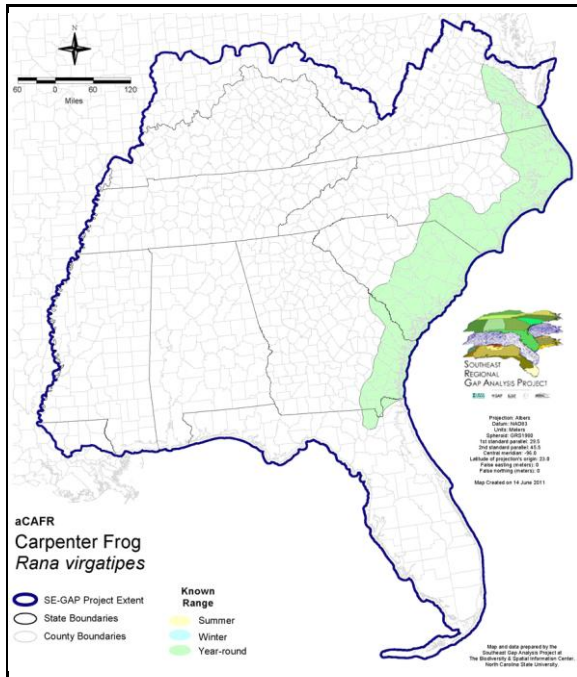 N
60 0 60 120
Miles
SOUTHEAST
REGIONAL
GAP ANALYSIS PROJECT
Projection: Albers
Datum: NAD83
Units: Meters
Spheroid: GRS1980
1st standard parallel: 29.5
2nd standard parallel: 45.5
Central meridian: -96.0
Latitude of projection's origin: 23.0
False easting (meters): 0
False northing (meters): 0
Map Created on 14 June 2011
aCAFR
Carpenter Frog
Rana virgatipes
SE-GAP Project Extent
State Boundaries
County Boundaries
Known
Range
Summer
Winter
Year-round
Map and data prepared by the
Southeast Gap Analysis Project at
The Biodiversity & Spatial Information Center,
North Carolina State University.